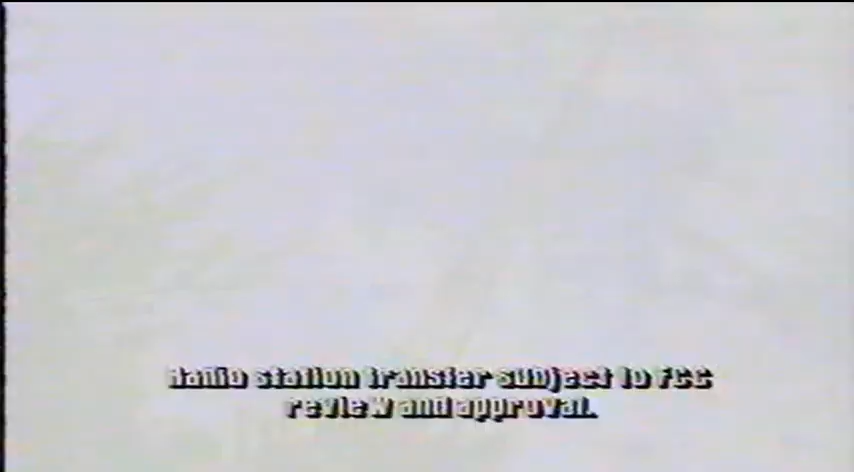 Radio station transfer subject to FCC
review and approval.